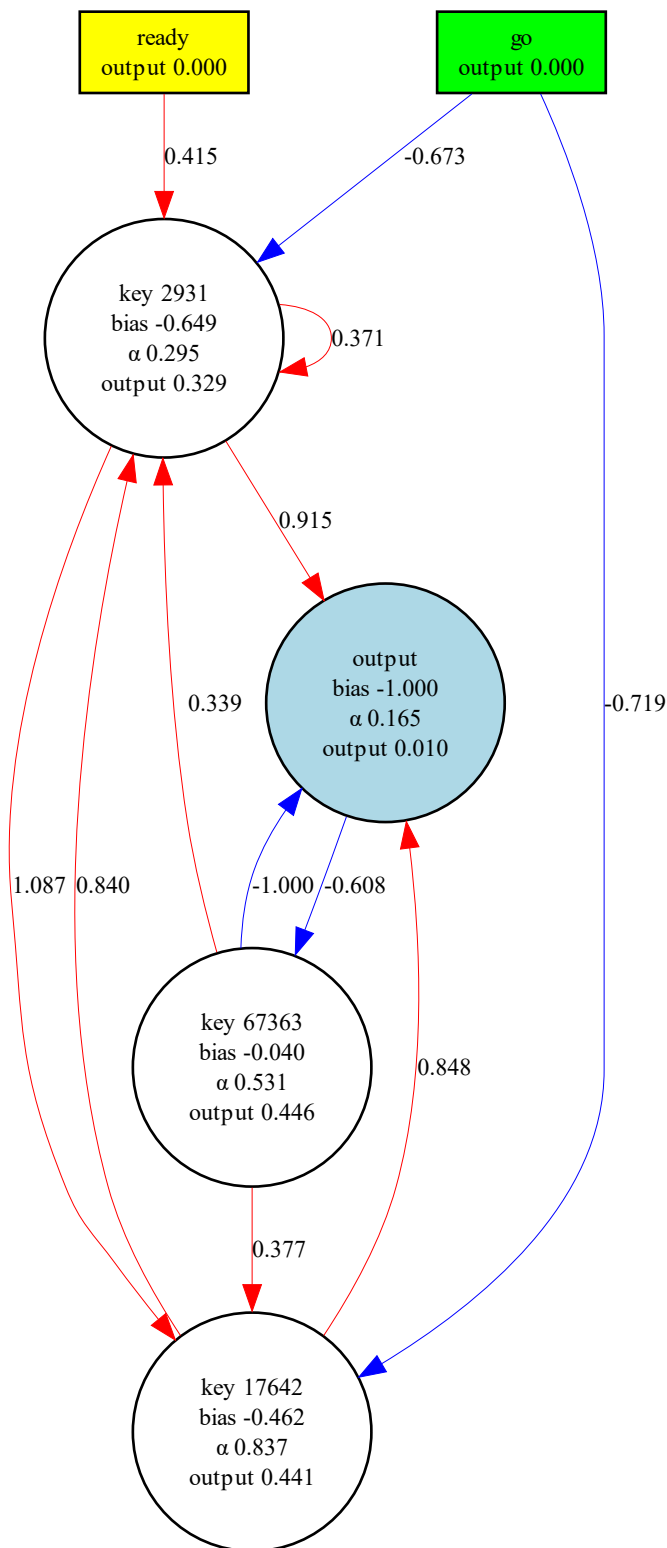 ready
output 0.000
go
output 0.000
0.415
-0.673
key 2931
bias -0.649
α 0.295
output 0.329
0.371
0.915
output
bias -1.000
α 0.165
output 0.010
0.339
-0.719
1.087
0.840
-1.000
-0.608
key 67363
bias -0.040
α 0.531
output 0.446
0.848
0.377
key 17642
bias -0.462
α 0.837
output 0.441